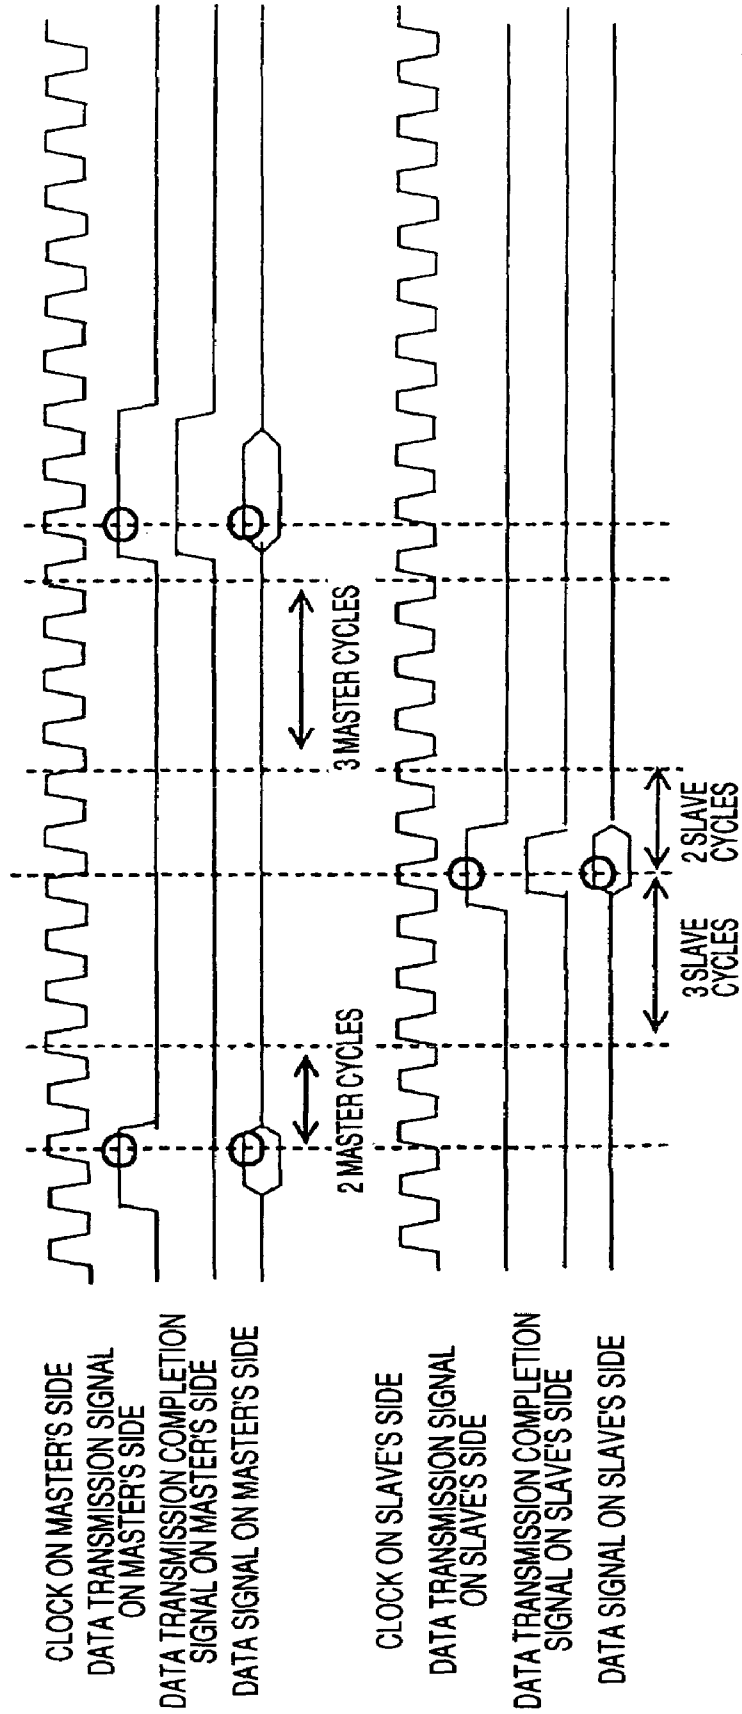 CLOCK ON MASTER'S SIDE
DATA TRANSMISSION SIGNAL
ON MASTER'S SIDE
DATA TRANSMISSION COMPLETION
SIGNAL ON MASTER'S SIDE
DATA SIGNAL ON MASTER'S SIDE
2 MASTER CYCLES
3 MASTER CYCLES
CLOCK ON SLAVE'S SIDE
DATA TRANSMISSION SIGNAL
ON SLAVE'S SIDE
DATA TRANSMISSION COMPLETION
SIGNAL ON SLAVE'S SIDE
DATA SIGNAL ON SLAVE'S SIDE
3 SLAVE
CYCLES
2 SLAVE
CYCLES